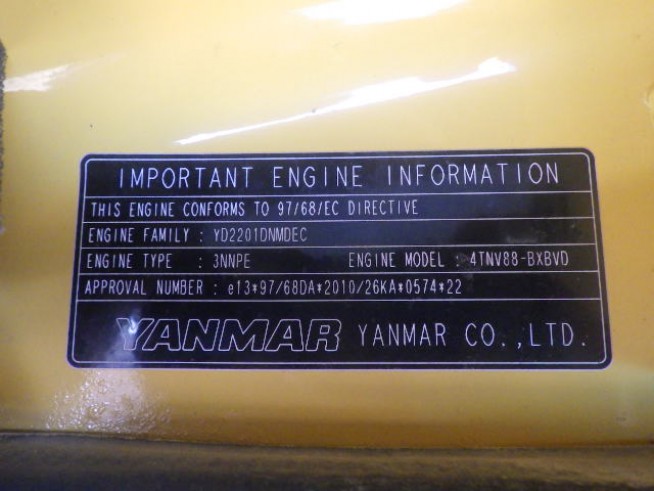 IMPORTANT ENGINE INFORMATION
THIS ENGINE CONFORMS TO 97/68/EC DIRECTIVE
ENGINE FAMILY : YD2201DNMDEC
ENGINE TYPE : 3NNPE ENGINE MODEL : 4TNV88-BXBVD
APPROVAL NUMBER : e13*97/68DA*2010/26KA*0574*22
YANMAR YANMAR CO.,LTD.